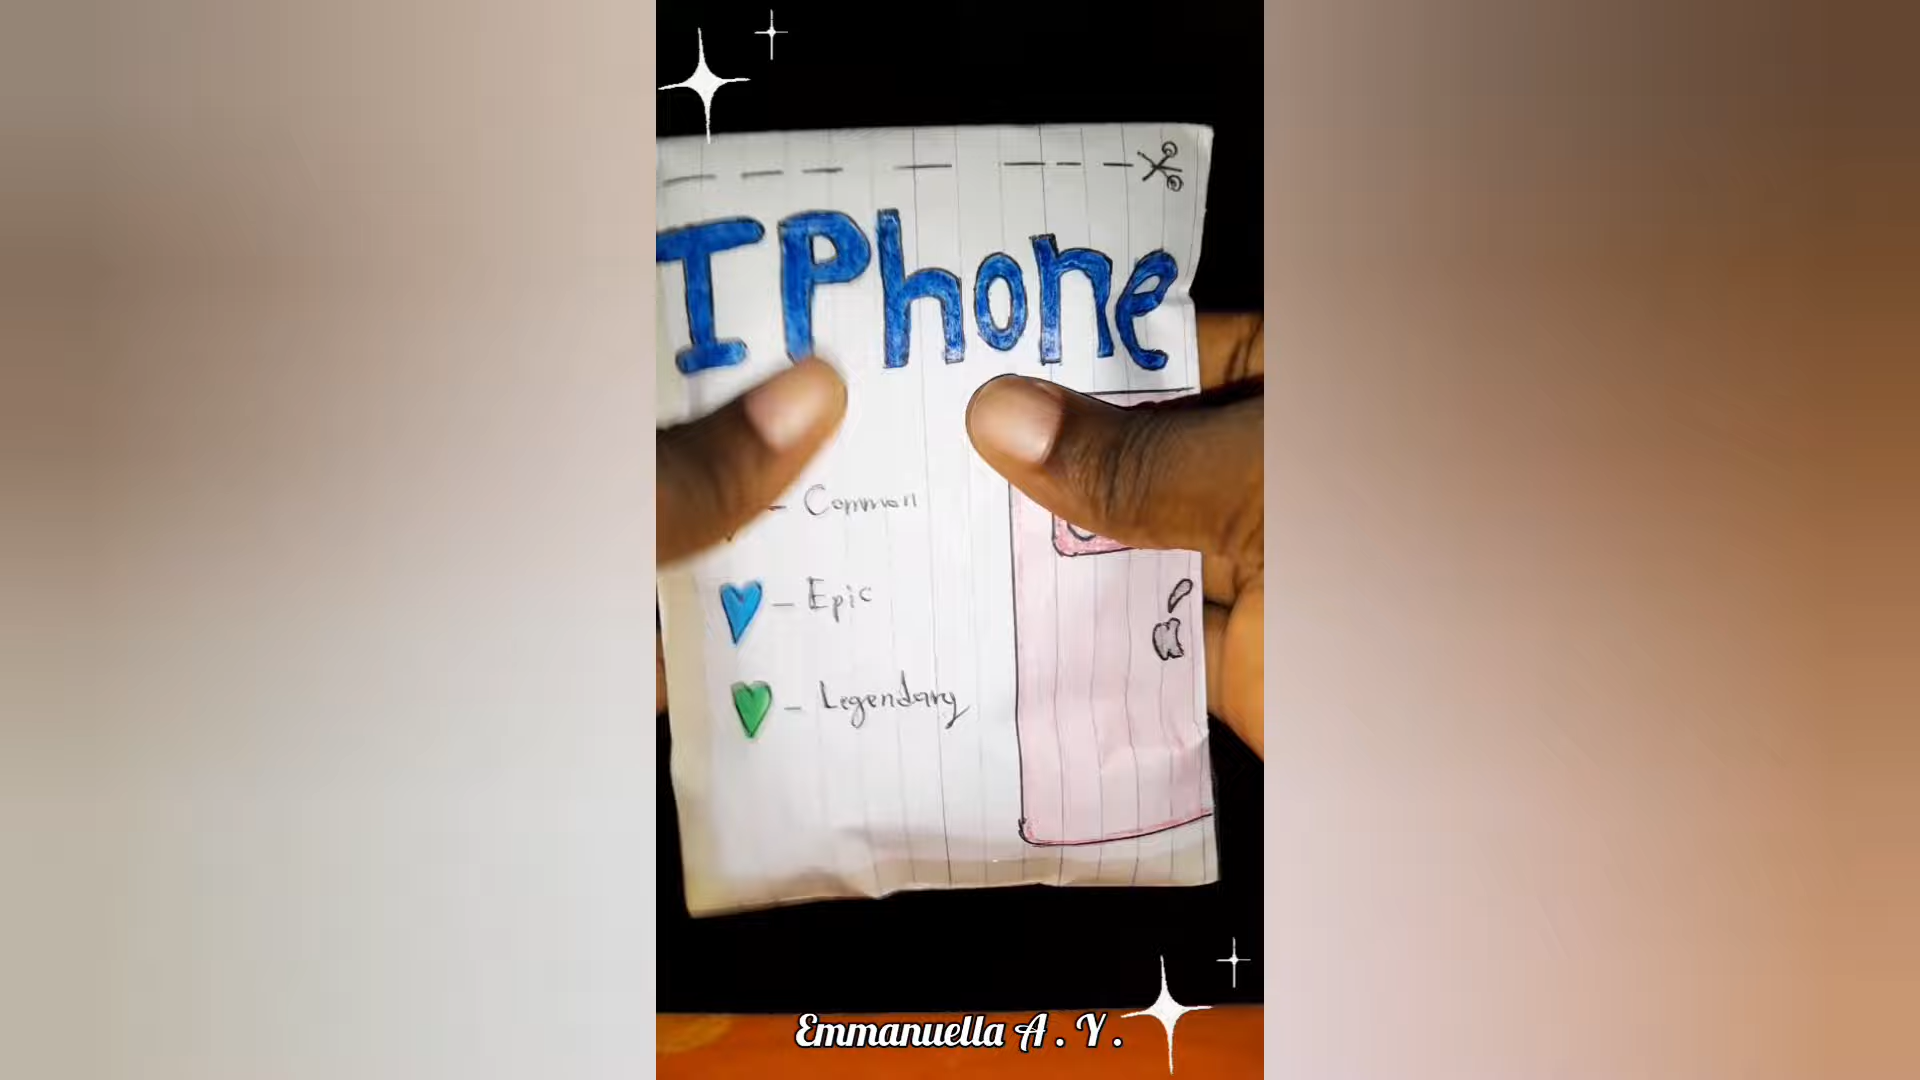 IPhone
- Common
- Epic
- Legendary
Emmanuella A. Y.